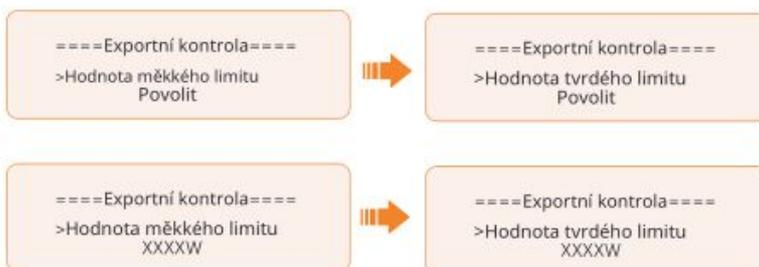 ====Exportní kontrola====
>Hodnota měkkého limitu
Povolit
====Exportní kontrola====
>Hodnota tvrdého limitu
Povolit
====Exportní kontrola====
>Hodnota měkkého limitu
XXXXW
====Exportní kontrola====
>Hodnota tvrdého limitu
XXXXW